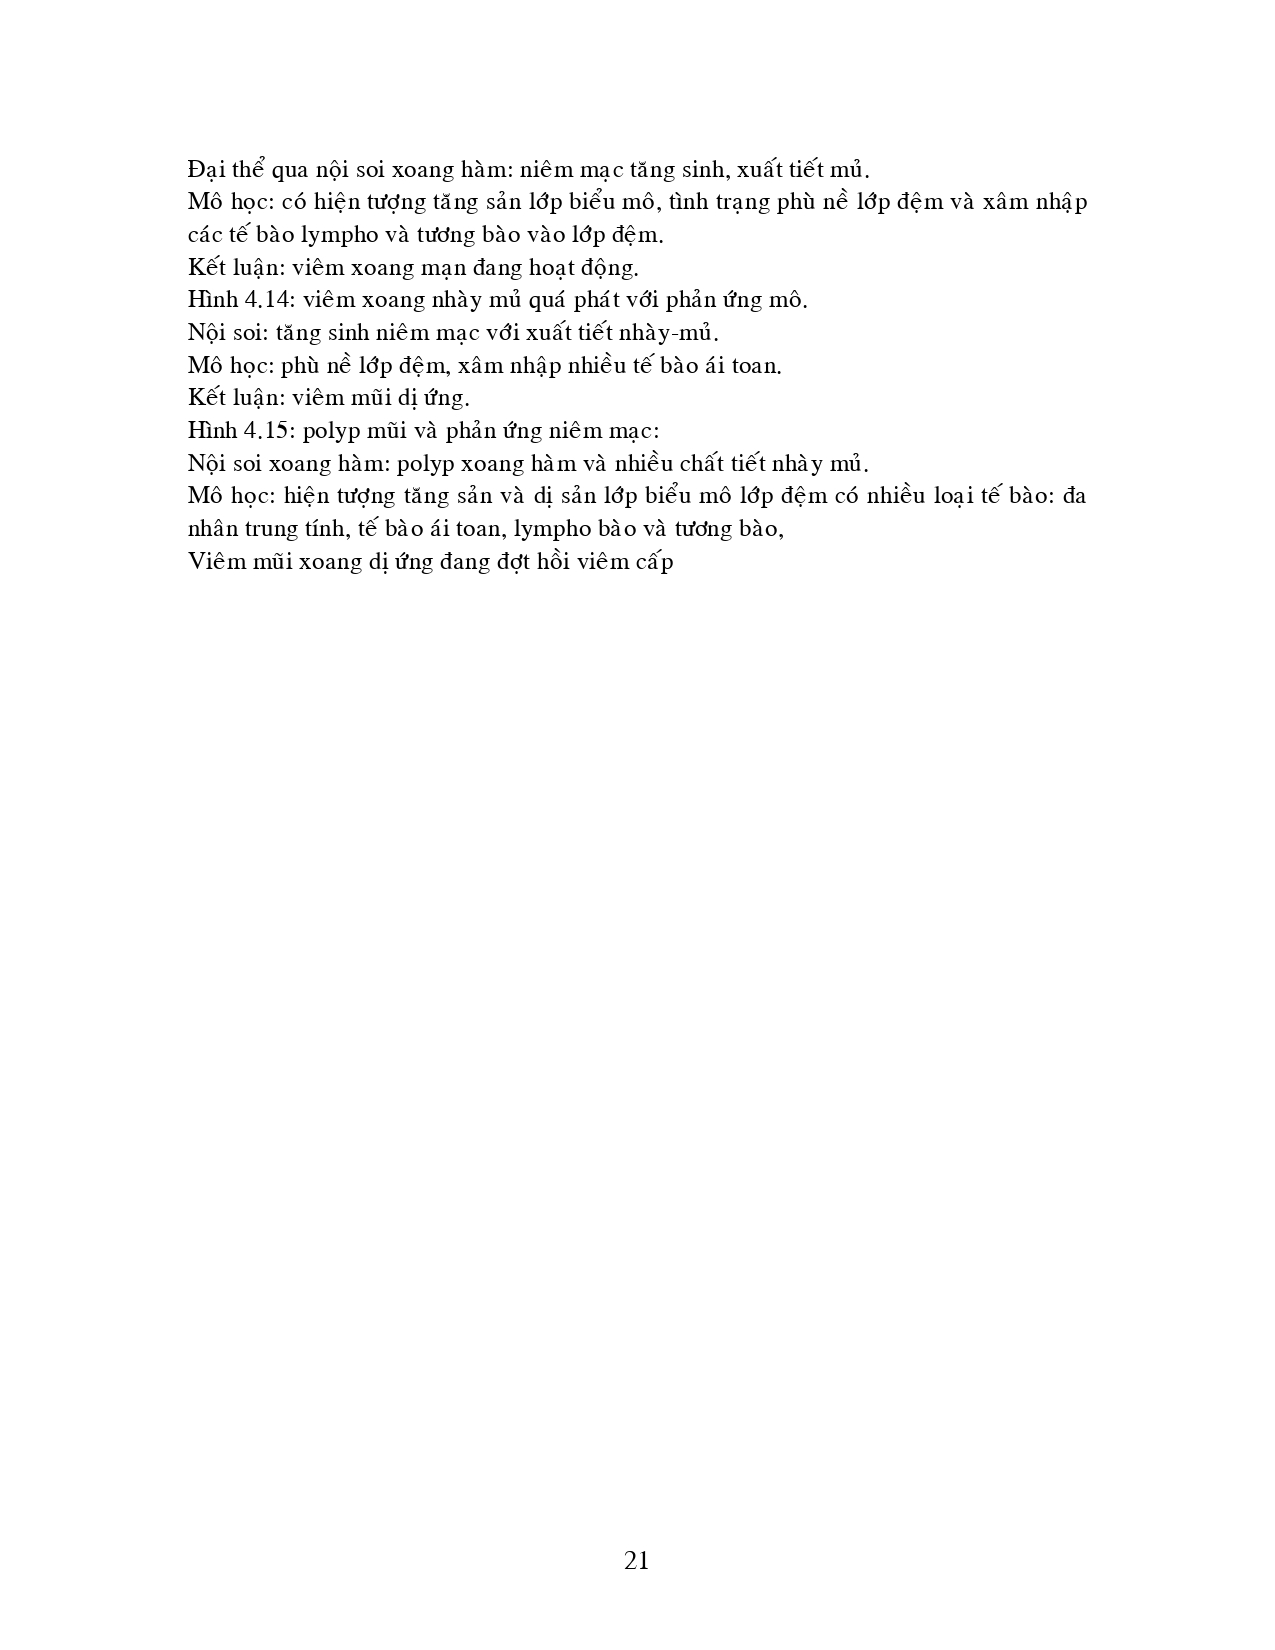 Đại thể qua nội soi xoang hàm: niêm mạc tăng sinh, xuất tiết mủ.
Mô học: có hiện tượng tăng sản lớp biểu mô, tình trạng phù nề lớp đệm và xâm nhập
các tế bào lympho và tương bào vào lớp đệm.
Kết luận: viêm xoang mạn đang hoạt động.
Hình 4.14: viêm xoang nhày mủ quá phát với phản ứng mô.
Nội soi: tăng sinh niêm mạc với xuất tiết nhày-mủ.
Mô học: phù nề lớp đệm, xâm nhập nhiều tế bào ái toan.
Kết luận: viêm mũi dị ứng.
Hình 4.15: polyp mũi và phản ứng niêm mạc:
Nội soi xoang hàm: polyp xoang hàm và nhiều chất tiết nhày mủ.
Mô học: hiện tượng tăng sản và dị sản lớp biểu mô lớp đệm có nhiều loại tế bào: đa
nhân trung tính, tế bào ái toan, lympho bào và tương bào,
Viêm mũi xoang dị ứng đang đợt hồi viêm cấp
21